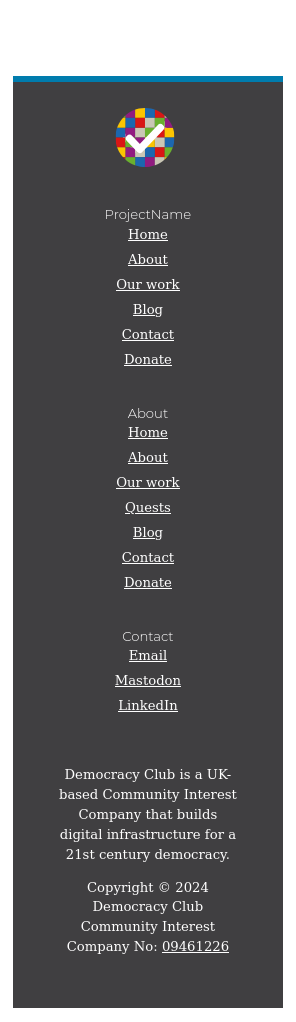 ProjectName
Home
About
Our work
Blog
Contact
Donate
About
Home
About
Our work
Quests
Blog
Contact
Donate
Contact
Email
Mastodon
LinkedIn
Democracy Club is a UK-
based Community Interest
Company that builds
digital infrastructure for a
21st century democracy.
Copyright © 2024
Democracy Club
Community Interest
Company No: 09461226